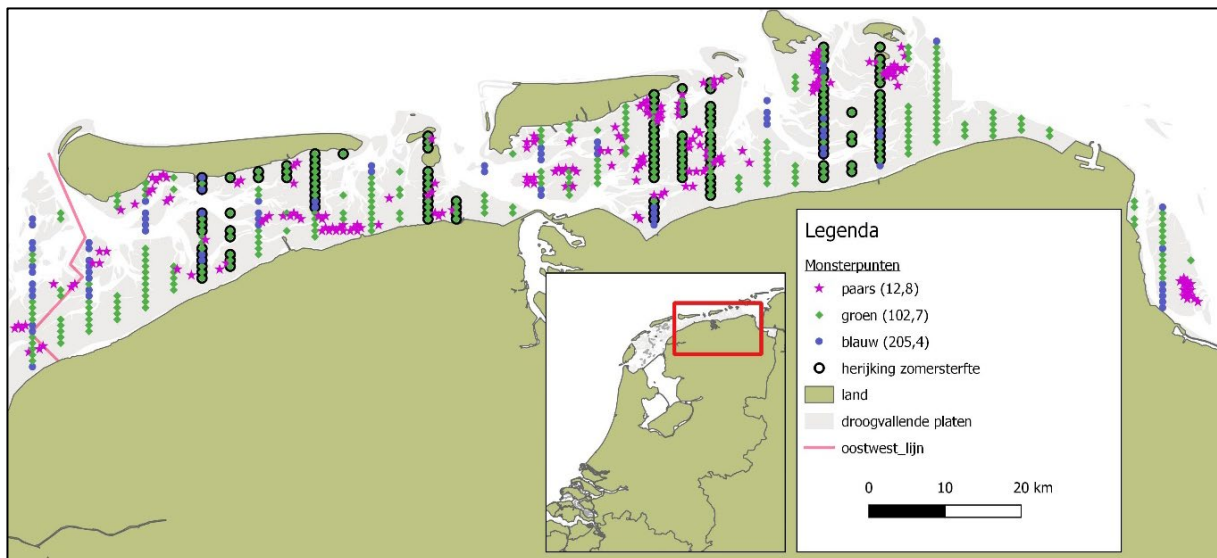 Legenda
Monsterpunten
paars (12,8)
groen (102,7)
blauw (205,4)
herijking zomersterfte
land
droogvallende platen
oostwest_lijn
0 10 20 km